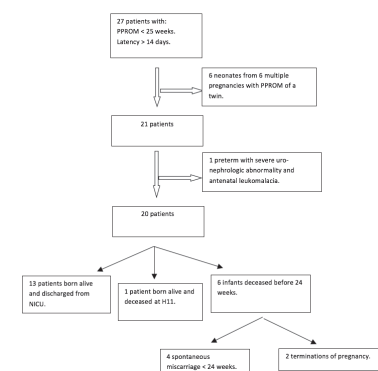 27 patients with:
PPROM < 25 weeks.
Latency > 14 days.
6 neonates from 6 multiple
pregnancies with PPROM of a
twin.
21 patients
1 preterm with severe uro-
nephrologic abnormality and
antenatal leukomalacia.
20 patients
13 patients born alive
and discharged from
NICU.
1 patient born alive and
deceased at H11.
6 infants deceased before 24
weeks.
4 spontaneous
miscarriage < 24 weeks.
2 terminations of pregnancy.